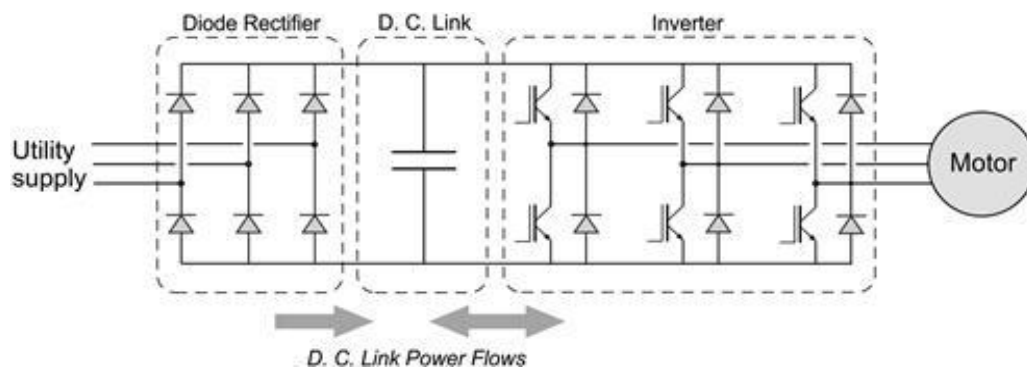 Diode Rectifier
D. C. Link
Inverter
Utility
supply
Motor
D. C. Link Power Flows